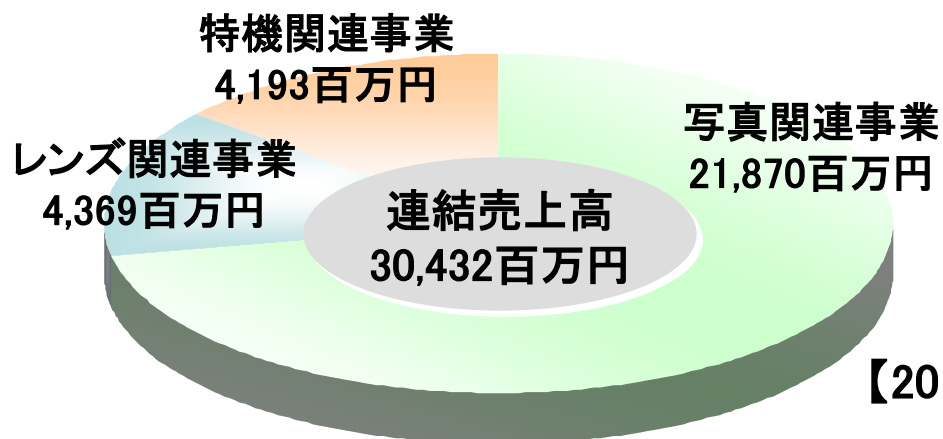 特機関連事業
4,193百万円
写真関連事業
21,870百万円
レンズ関連事業
4,369百万円
連結売上高
30,432百万円
【20